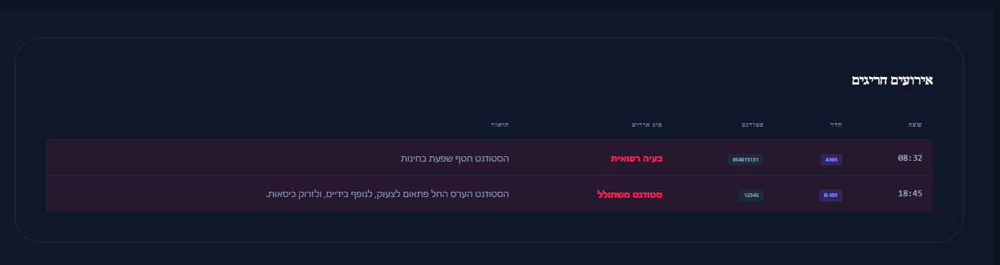 אירועים חריגים
שעה חדר סטודנט סוג אירוע תיאור
08:32 A101 854615131 בעיה רפואית הסטודנט חטף שפעת בחינות
18:45 B-101 12345 סטודנט משתולל הסטודנט הערס החל פתאום לצעוק, לנופף בידיים, ולזרוק כיסאות.